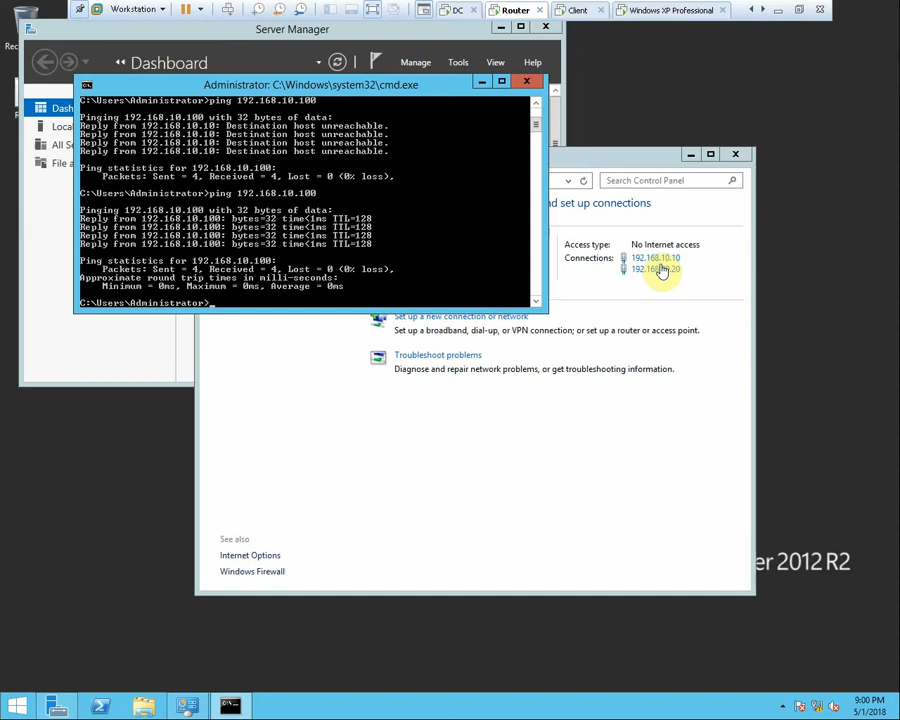 Workstation
DC
Router
Client
Windows XP Professional
Server Manager
Dashboard
Manage
Tools
View
Help
Administrator: C:\Windows\system32\cmd.exe
C:\Users\Administrator>ping 192.168.10.100
Pinging 192.168.10.100 with 32 bytes of data:
Reply from 192.168.10.10: Destination host unreachable.
Reply from 192.168.10.10: Destination host unreachable.
Reply from 192.168.10.10: Destination host unreachable.
Reply from 192.168.10.10: Destination host unreachable.
Ping statistics for 192.168.10.100:
Packets: Sent = 4, Received = 4, Lost = 0 (0% loss),
C:\Users\Administrator>ping 192.168.10.100
Pinging 192.168.10.100 with 32 bytes of data:
Reply from 192.168.10.100: bytes=32 time<1ms TTL=128
Reply from 192.168.10.100: bytes=32 time<1ms TTL=128
Reply from 192.168.10.100: bytes=32 time<1ms TTL=128
Reply from 192.168.10.100: bytes=32 time<1ms TTL=128
Ping statistics for 192.168.10.100:
Packets: Sent = 4, Received = 4, Lost = 0 (0% loss),
Approximate round trip times in milli-seconds:
Minimum = 0ms, Maximum = 0ms, Average = 0ms
C:\Users\Administrator>_
Rec
Dash
Loca
All Se
File a
Search Control Panel
nd set up connections
Access type: No Internet access
Connections: 192.168.10.10
Set up a new connection or network
Set up a broadband, dial-up, or VPN connection; or set up a router or access point.
Troubleshoot problems
Diagnose and repair network problems, or get troubleshooting information.
See also
Internet Options
Windows Firewall
er 2012 R2
9:00 PM
5/1/2018